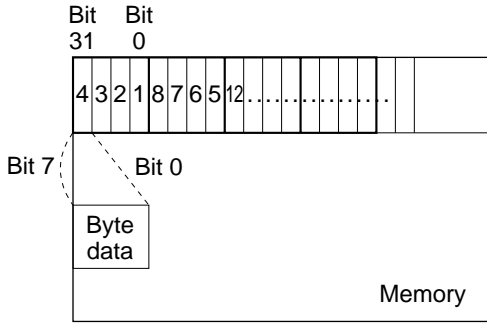 Bit Bit
31 0
4 3 2 1 8 7 6 5 12 ..................
Bit 7 Bit 0
Byte
data
Memory